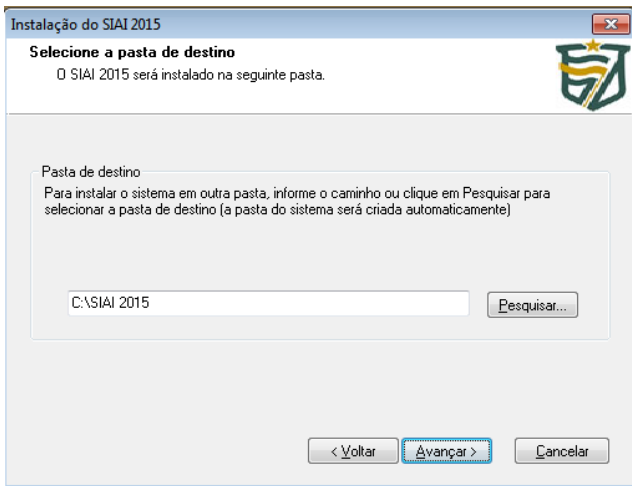 Instalação do SIAI 2015
Selecione a pasta de destino
O SIAI 2015 será instalado na seguinte pasta.
Pasta de destino
Para instalar o sistema em outra pasta, informe o caminho ou clique em Pesquisar para
selecionar a pasta de destino (a pasta do sistema será criada automaticamente)
C:\SIAI 2015
Pesquisar...
< Voltar
Avançar >
Cancelar